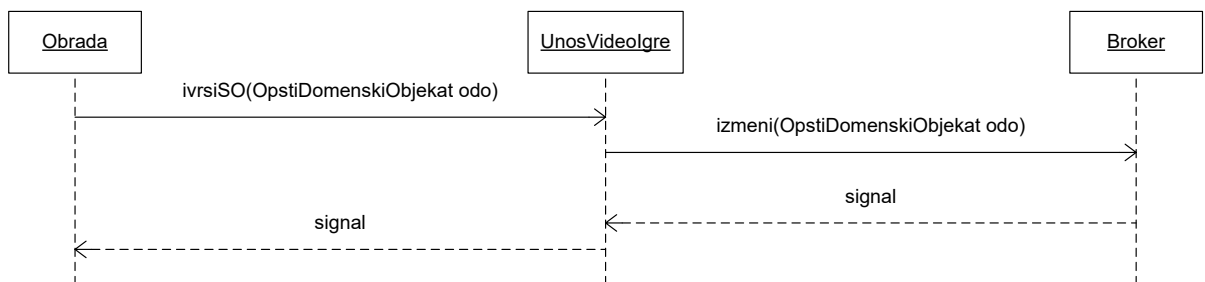 Obrada
UnosVideoIgre
Broker
ivrsiSO(OpstiDomenskiObjekat odo)
izmeni(OpstiDomenskiObjekat odo)
signal
signal